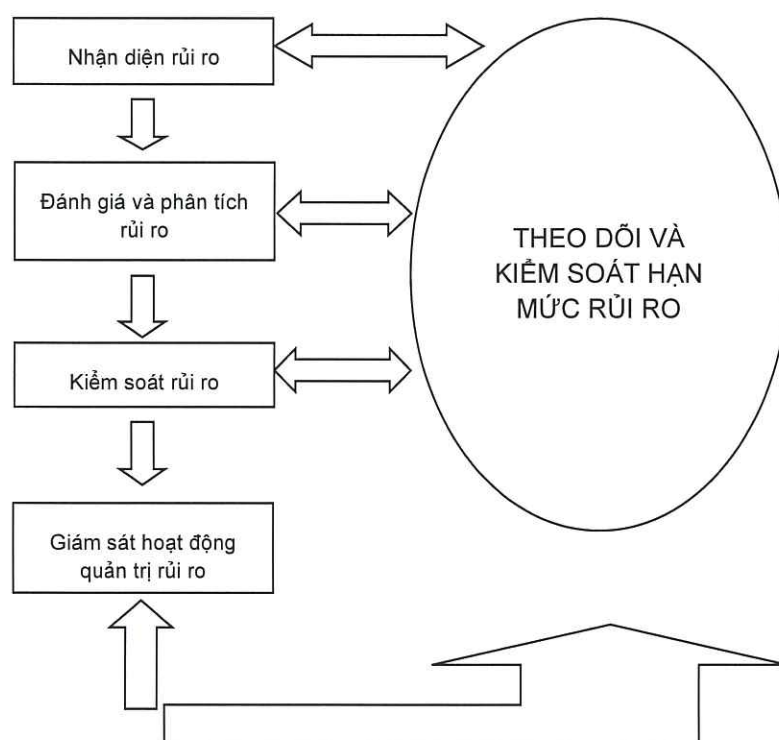 Nhận diện rủi ro
Đánh giá và phân tích
rủi ro
Kiểm soát rủi ro
Giám sát hoạt động
quản trị rủi ro
THEO DÕI VÀ
KIỂM SOÁT HẠN
MỨC RỦI RO